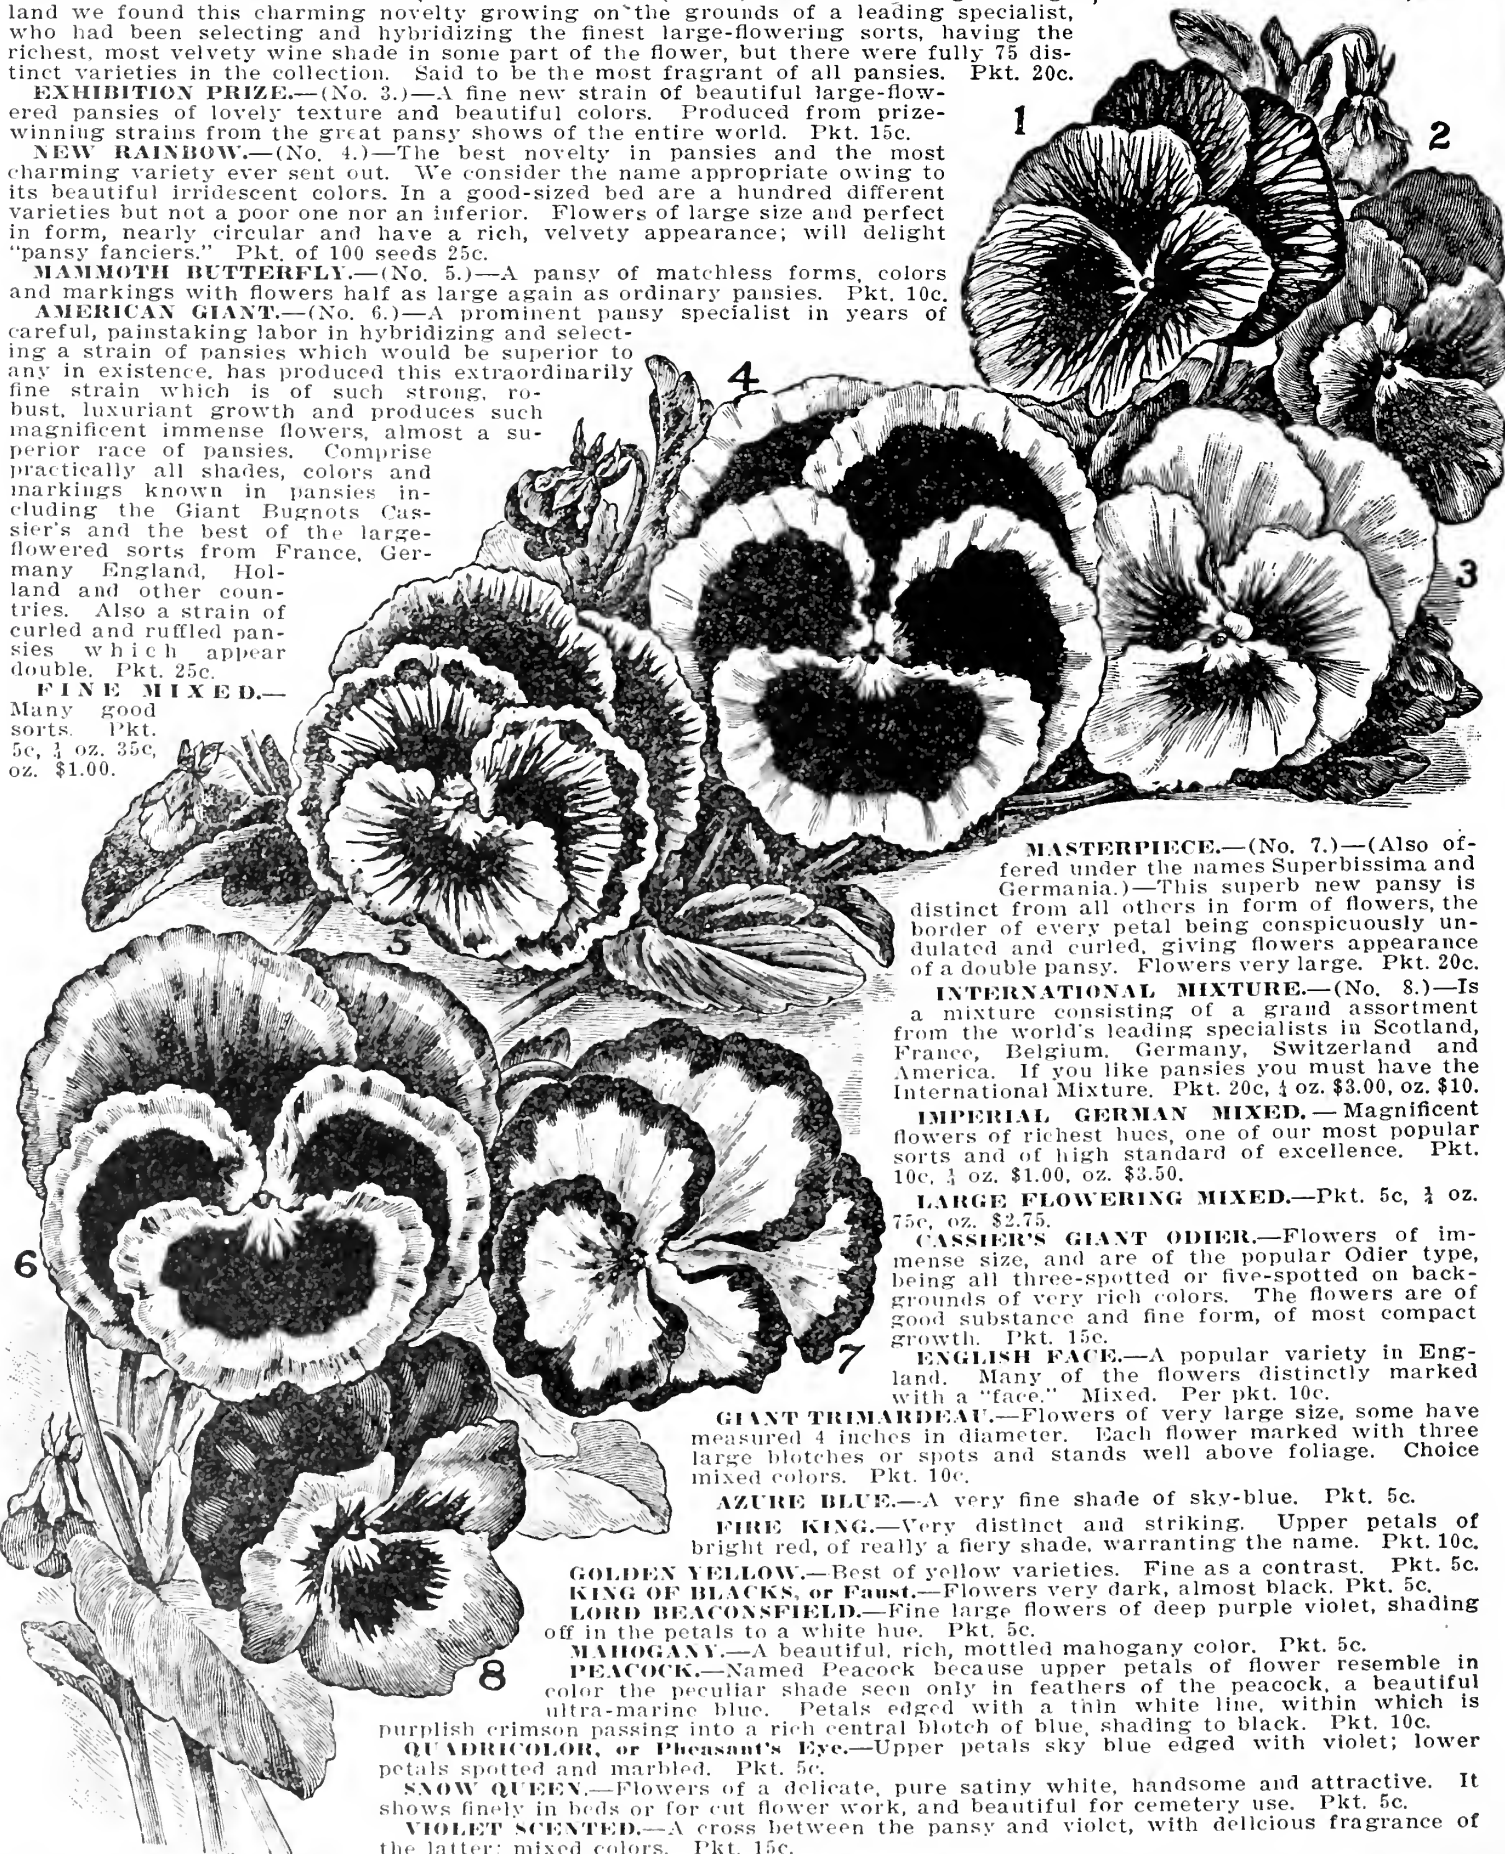 land we found this charming novelty growing on the grounds of a leading specialist,
who had been selecting and hybridizing the finest large-flowering sorts, having the
richest, most velvety wine shade in some part of the flower, but there were fully 75 dis-
tinct varieties in the collection. Said to be the most fragrant of all pansies. Pkt. 20c.
EXHIBITION PRIZE.—(No. 3.)—A fine new strain of beautiful large-flow-
ered pansies of lovely texture and beautiful colors. Produced from prize-
winning strains from the great pansy shows of the entire world. Pkt. 15c.
NEW RAINBOW.—(No. 4.)—The best novelty in pansies and the most
charming variety ever sent out. We consider the name appropriate owing to
its beautiful irridescent colors. In a good-sized bed are a hundred different
varieties but not a poor one nor an inferior. Flowers of large size and perfect
in form, nearly circular and have a rich, velvety appearance; will delight
"pansy fanciers." Pkt. of 100 seeds 25c.
MAMMOTH BUTTERFLY.—(No. 5.)—A pansy of matchless forms, colors
and markings with flowers half as large again as ordinary pansies. Pkt. 10c.
AMERICAN GIANT.—(No. 6.)—A prominent pansy specialist in years of
careful, painstaking labor in hybridizing and select-
ing a strain of pansies which would be superior to
any in existence, has produced this extraordinarily
fine strain which is of such strong, ro-
bust, luxuriant growth and produces such
magnificent immense flowers, almost a su-
perior race of pansies. Comprise
practically all shades, colors and
markings known in pansies in-
cluding the Giant Bugnots Cas-
sier's and the best of the large-
flowered sorts from France, Ger-
many England, Hol-
land and other coun-
tries. Also a strain of
curled and ruffled pan-
sies which appear
double. Pkt. 25c.
FINE MIXED.—
Many good
sorts. Pkt.
5c, ¼ oz. 35c,
oz. $1.00.
1
2
4
3
5
6
7
8
MASTERPIECE.—(No. 7.)—(Also of-
fered under the names Superbissima and
Germania.)—This superb new pansy is
distinct from all others in form of flowers, the
border of every petal being conspicuously un-
dulated and curled, giving flowers appearance
of a double pansy. Flowers very large. Pkt. 20c.
INTERNATIONAL MIXTURE.—(No. 8.)—Is
a mixture consisting of a grand assortment
from the world's leading specialists in Scotland,
France, Belgium, Germany, Switzerland and
America. If you like pansies you must have the
International Mixture. Pkt. 20c, ¼ oz. $3.00, oz. $10.
IMPERIAL GERMAN MIXED.—Magnificent
flowers of richest hues, one of our most popular
sorts and of high standard of excellence. Pkt.
10c, ¼ oz. $1.00, oz. $3.50.
LARGE FLOWERING MIXED.—Pkt. 5c, ¼ oz.
75c, oz. $2.75.
CASSIER'S GIANT ODIER.—Flowers of im-
mense size, and are of the popular Odier type,
being all three-spotted or five-spotted on back-
grounds of very rich colors. The flowers are of
good substance and fine form, of most compact
growth. Pkt. 15c.
ENGLISH FACE.—A popular variety in Eng-
land. Many of the flowers distinctly marked
with a "face." Mixed. Per pkt. 10c.
GIANT TRIMARDEAU.—Flowers of very large size, some have
measured 4 inches in diameter. Each flower marked with three
large blotches or spots and stands well above foliage. Choice
mixed colors. Pkt. 10c.
AZURE BLUE.—A very fine shade of sky-blue. Pkt. 5c.
FIRE KING.—Very distinct and striking. Upper petals of
bright red, of really a fiery shade, warranting the name. Pkt. 10c.
GOLDEN YELLOW.—Best of yellow varieties. Fine as a contrast. Pkt. 5c.
KING OF BLACKS, or Faust.—Flowers very dark, almost black. Pkt. 5c.
LORD BEACONSFIELD.—Fine large flowers of deep purple violet, shading
off in the petals to a white hue. Pkt. 5c.
MAHOGANY.—A beautiful, rich, mottled mahogany color. Pkt. 5c.
PEACOCK.—Named Peacock because upper petals of flower resemble in
color the peculiar shade seen only in feathers of the peacock, a beautiful
ultra-marine blue. Petals edged with a thin white line, within which is
purplish crimson passing into a rich central blotch of blue, shading to black. Pkt. 10c.
QUADRICOLOR, or Pheasant's Eye.—Upper petals sky blue edged with violet; lower
petals spotted and marbled. Pkt. 5c.
SNOW QUEEN.—Flowers of a delicate, pure satiny white, handsome and attractive. It
shows finely in beds or for cut flower work, and beautiful for cemetery use. Pkt. 5c.
VIOLET SCENTED.—A cross between the pansy and violet, with delicious fragrance of
the latter; mixed colors. Pkt. 15c.